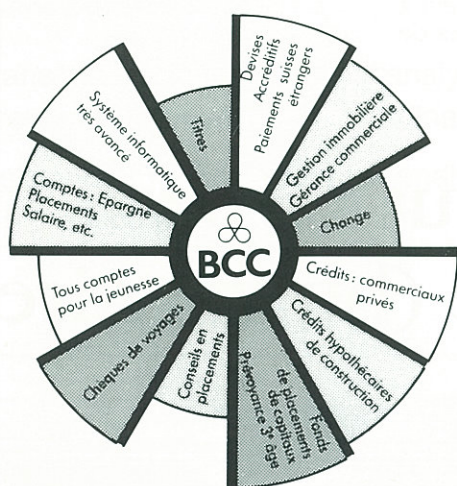 Devises
Accréditifs
Paiements suisses
étrangers
Gestion immobilière
Gérance commerciale
Change
Crédits: commerciaux
privés
Crédits hypothécaires
de construction
Fonds
de placements
de capitaux
Prévoyance 3e âge
Conseils en
placements
Chèques de voyages
Tous comptes
pour la jeunesse
Comptes: Epargne
Placements
Salaire, etc.
Système informatique
très avancé
Titres
BCC